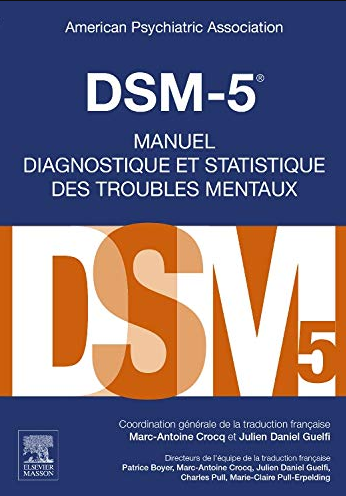 American Psychiatric Association
DSM-5®
MANUEL
DIAGNOSTIQUE ET STATISTIQUE
DES TROUBLES MENTAUX
DSM5
Coordination générale de la traduction française
Marc-Antoine Crocq et Julien Daniel Guelfi
Directeurs de l'équipe de la traduction française
Patrice Boyer, Marc-Antoine Crocq, Julien Daniel Guelfi,
Charles Pull, Marie-Claire Pull-Erpelding
ELSEVIER
MASSON